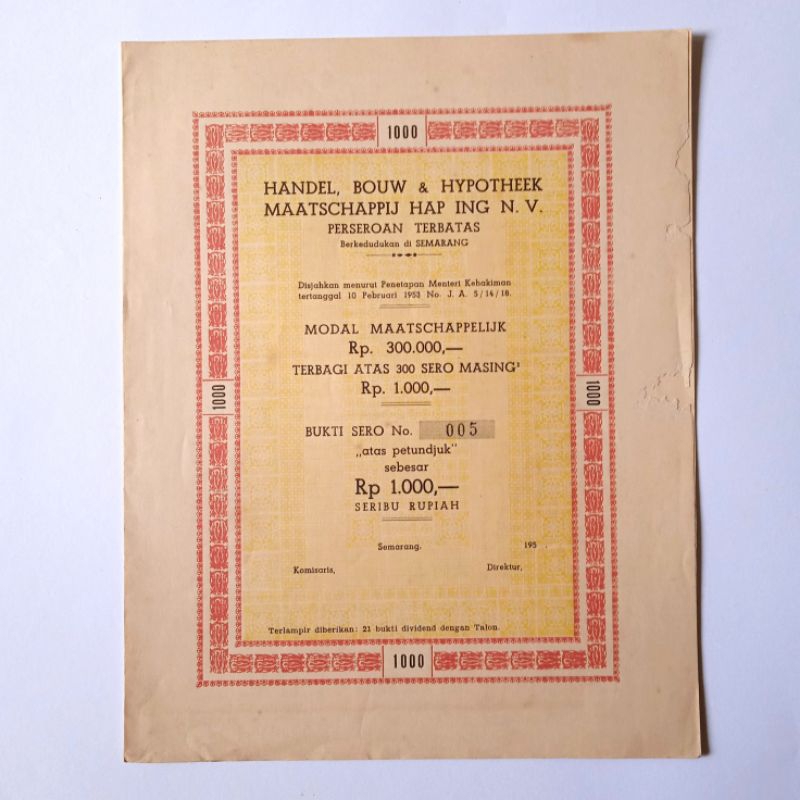 1000
HANDEL, BOUW & HYPOTHEEK
MAATSCHAPPIJ HAP ING N. V.
PERSEROAN TERBATAS
Berkedudukan di SEMARANG
Disjahkan menurut Penetapan Menteri Kehakiman
tertanggal 10 Februari 1953 No. J. A. 5/14/18.
MODAL MAATSCHAPPELIJK
Rp. 300.000,—
TERBAGI ATAS 300 SERO MASING²
Rp. 1.000,—
1000
1000
BUKTI SERO No. 005
„atas petundjuk"
sebesar
Rp 1.000,—
SERIBU RUPIAH
Semarang, 195 .
Komisaris, Direktur,
Terlampir diberikan: 21 bukti dividend dengan Talon.
1000